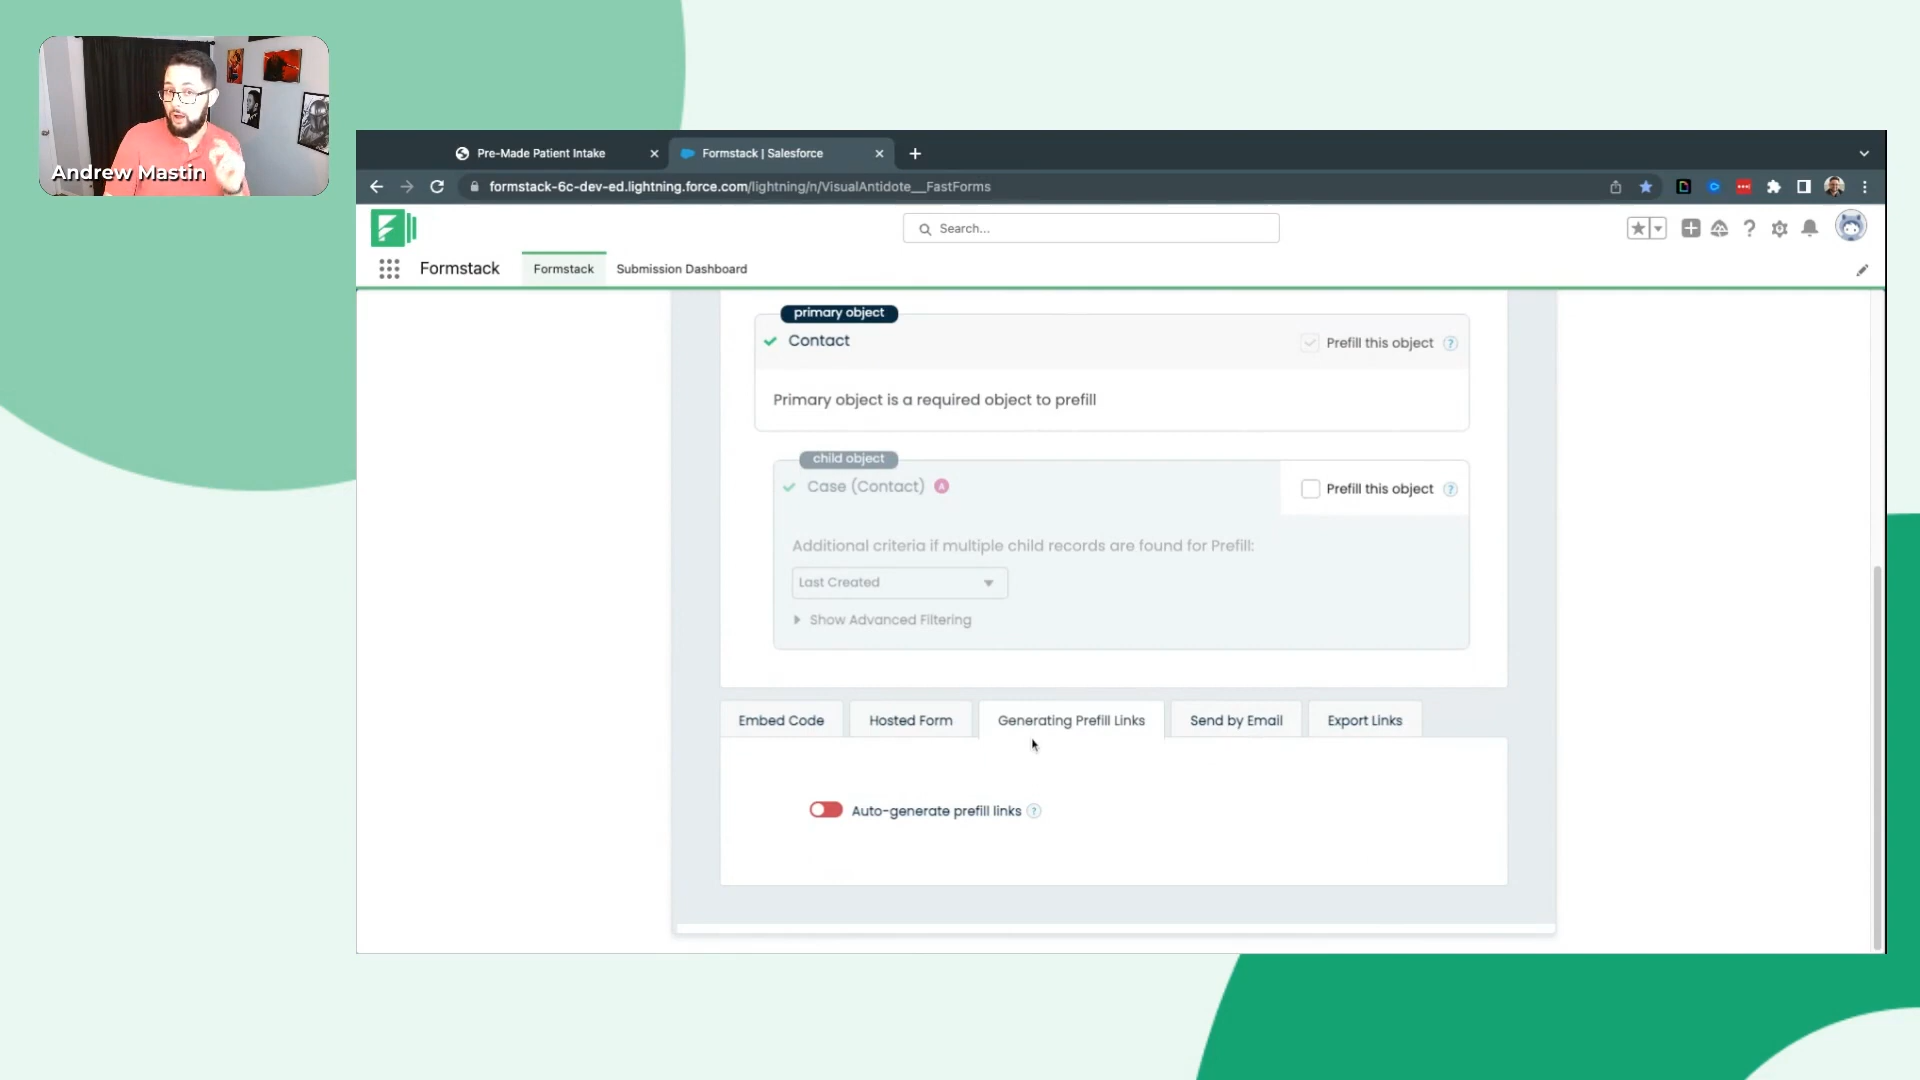 Andrew Mastin
Pre-Made Patient Intake
Formstack | Salesforce
formstack-6c-dev-ed.lightning.force.com/lightning/n/VisualAntidote__FastForms
Search...
Formstack
Formstack
Submission Dashboard
primary object
Contact
Prefill this object ?
Primary object is a required object to prefill
child object
Case (Contact) A
Prefill this object ?
Additional criteria if multiple child records are found for Prefill:
Last Created
Show Advanced Filtering
Embed Code
Hosted Form
Generating Prefill Links
Send by Email
Export Links
Auto-generate prefill links ?